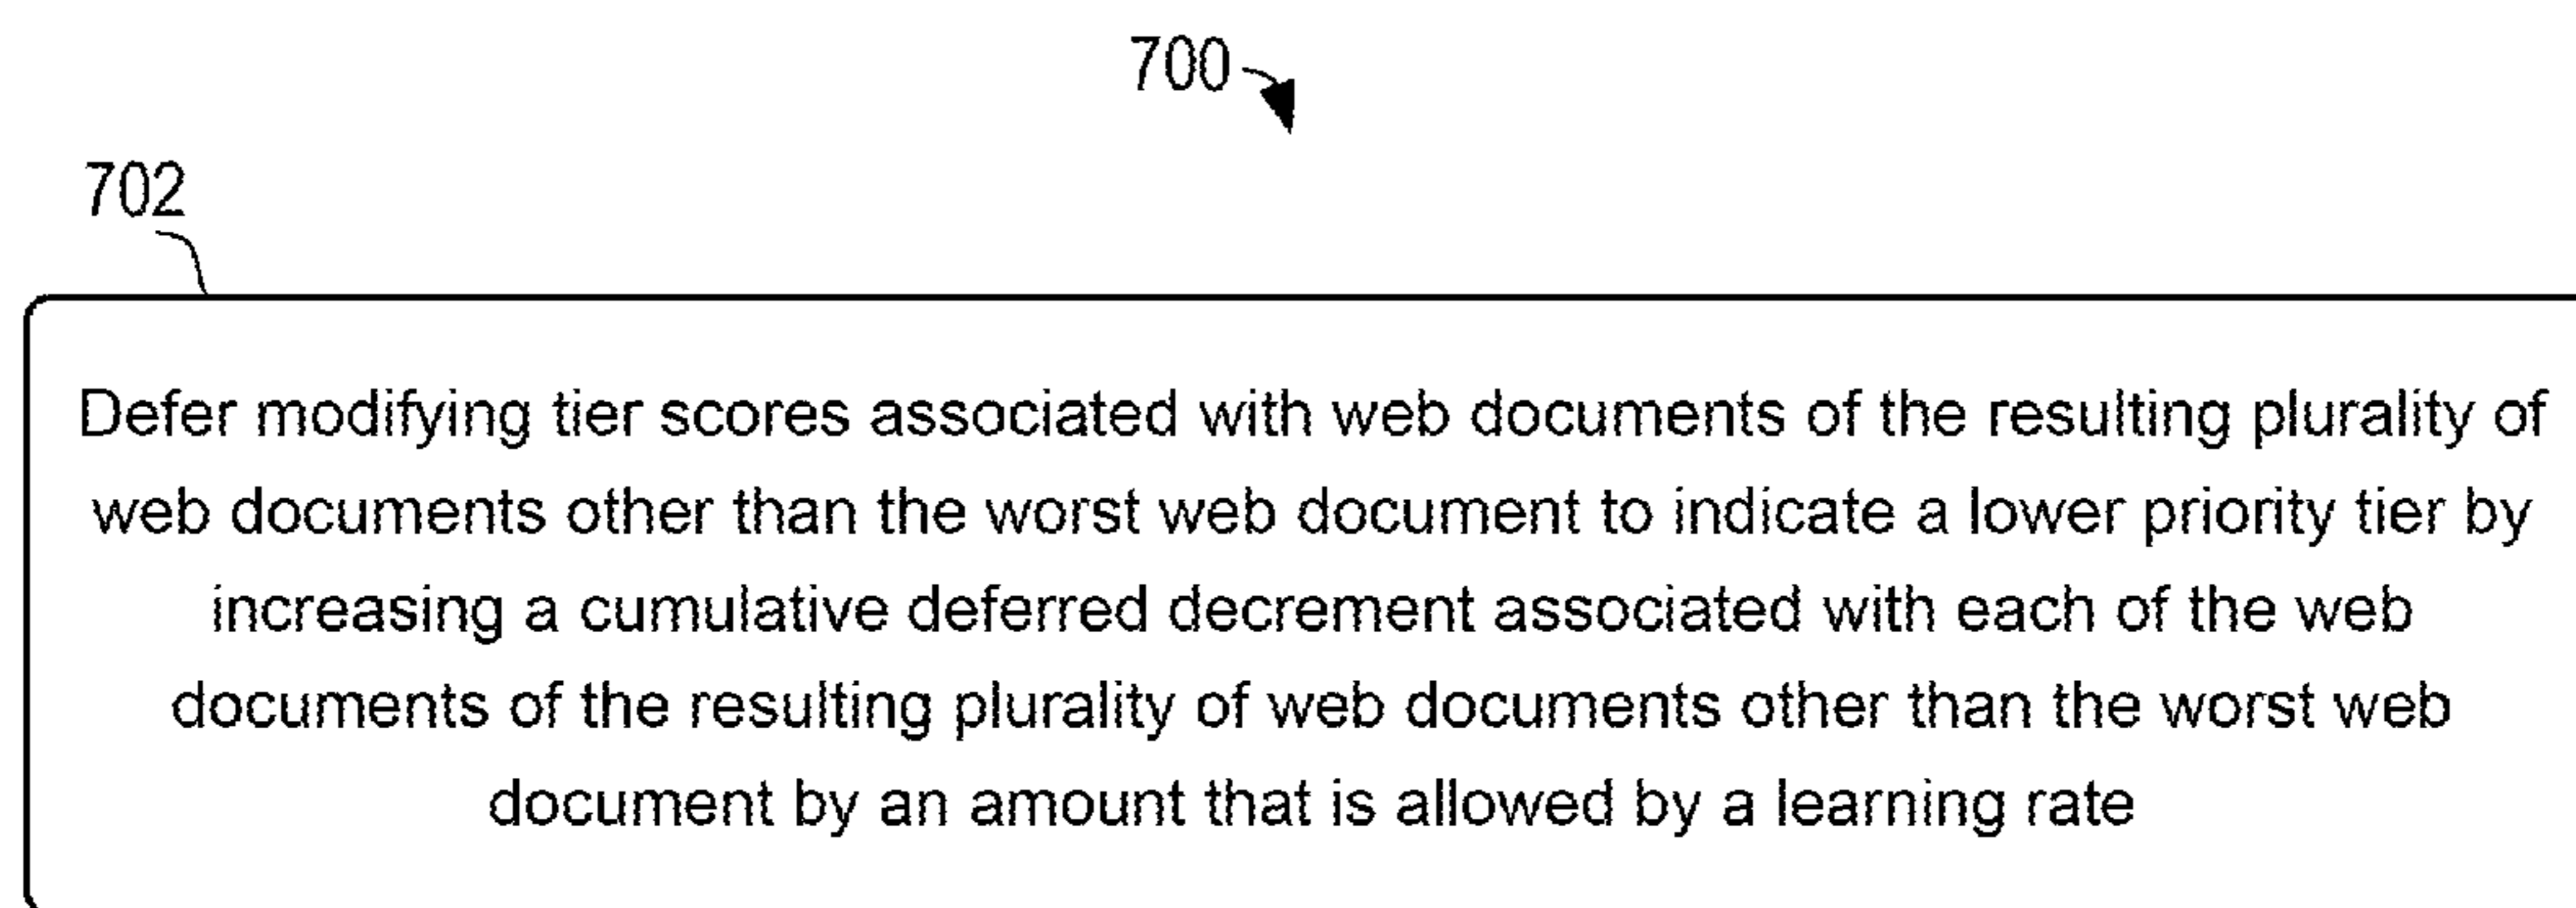 700
702
Defer modifying tier scores associated with web documents of the resulting plurality of
web documents other than the worst web document to indicate a lower priority tier by
increasing a cumulative deferred decrement associated with each of the web
documents of the resulting plurality of web documents other than the worst web
document by an amount that is allowed by a learning rate